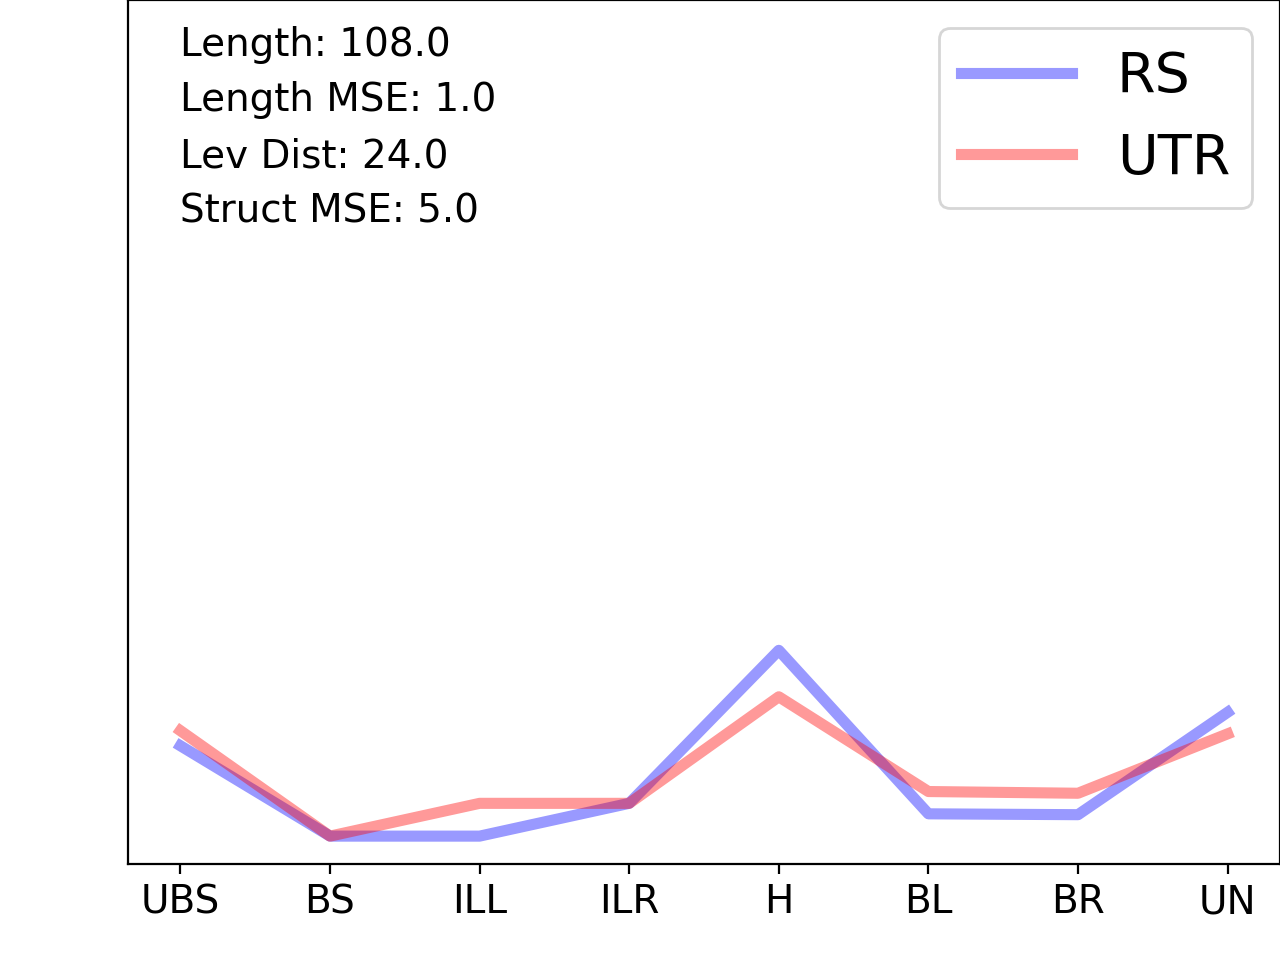 Length: 108.0
Length MSE: 1.0
Lev Dist: 24.0
Struct MSE: 5.0
RS
UTR
UBS BS ILL ILR H BL BR UN